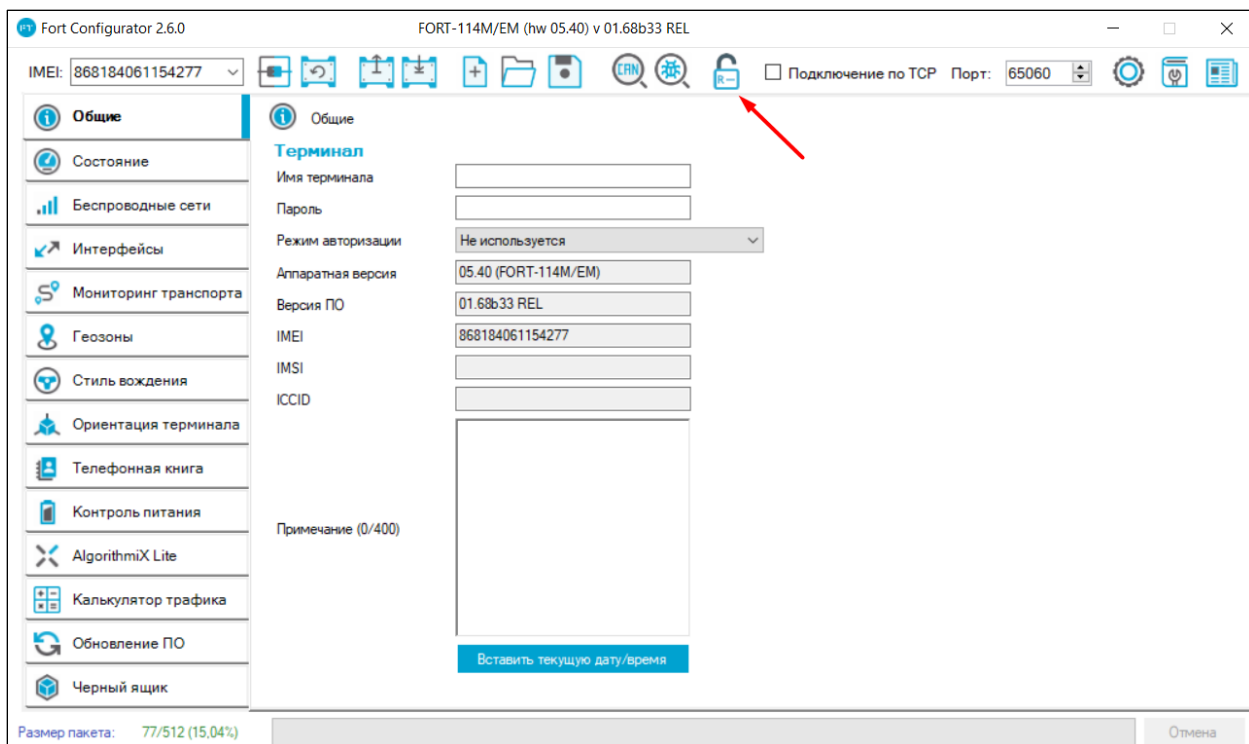 Fort Configurator 2.6.0
FORT-114M/EM (hw 05.40) v 01.68b33 REL
IMEI: 868184061154277
CAN
R−
Подключение по TCP Порт: 65060
Общие
Состояние
Беспроводные сети
Интерфейсы
Мониторинг транспорта
Геозоны
Стиль вождения
Ориентация терминала
Телефонная книга
Контроль питания
AlgorithmiX Lite
Калькулятор трафика
Обновление ПО
Черный ящик
Общие
Терминал
Имя терминала
Пароль
Режим авторизации Не используется
Аппаратная версия 05.40 (FORT-114M/EM)
Версия ПО 01.68b33 REL
IMEI 868184061154277
IMSI
ICCID
Примечание (0/400)
Вставить текущую дату/время
Размер пакета: 77/512 (15,04%)
Отмена